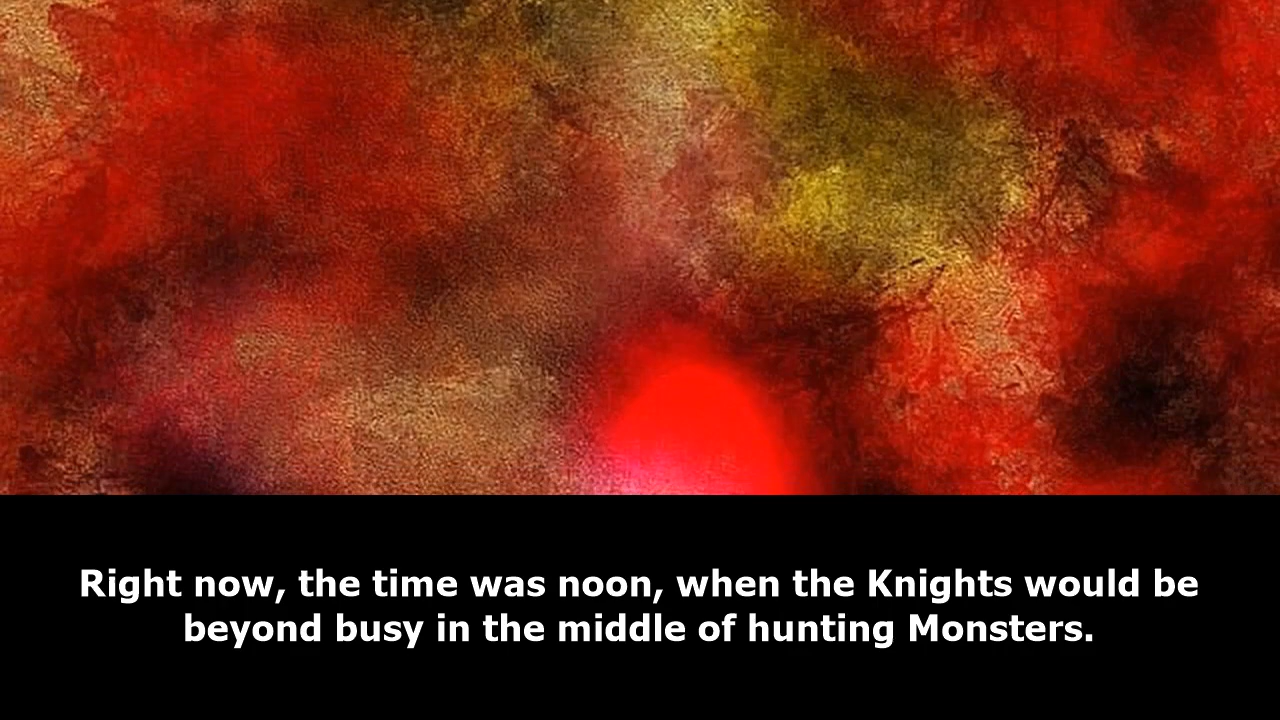 Right now, the time was noon, when the Knights would be
beyond busy in the middle of hunting Monsters.